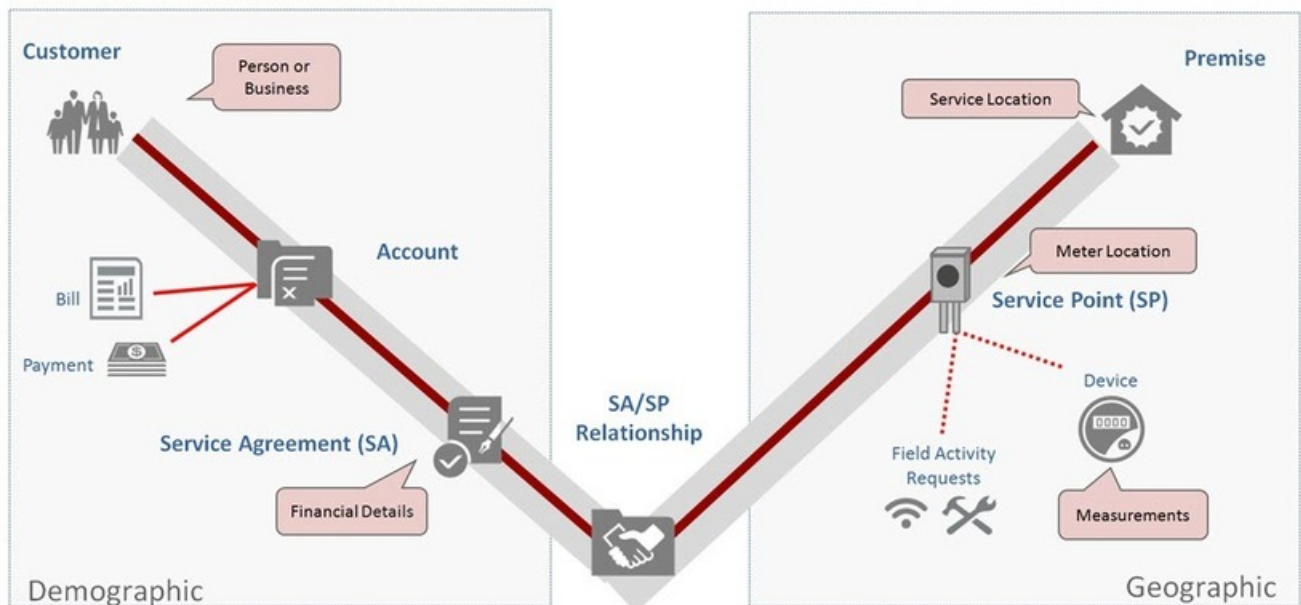 Customer
Person or
Business
Premise
Service Location
Account
Bill
Payment
Meter Location
Service Point (SP)
Device
0000
Service Agreement (SA)
SA/SP
Relationship
Field Activity
Requests
Financial Details
Measurements
Demographic
Geographic
$